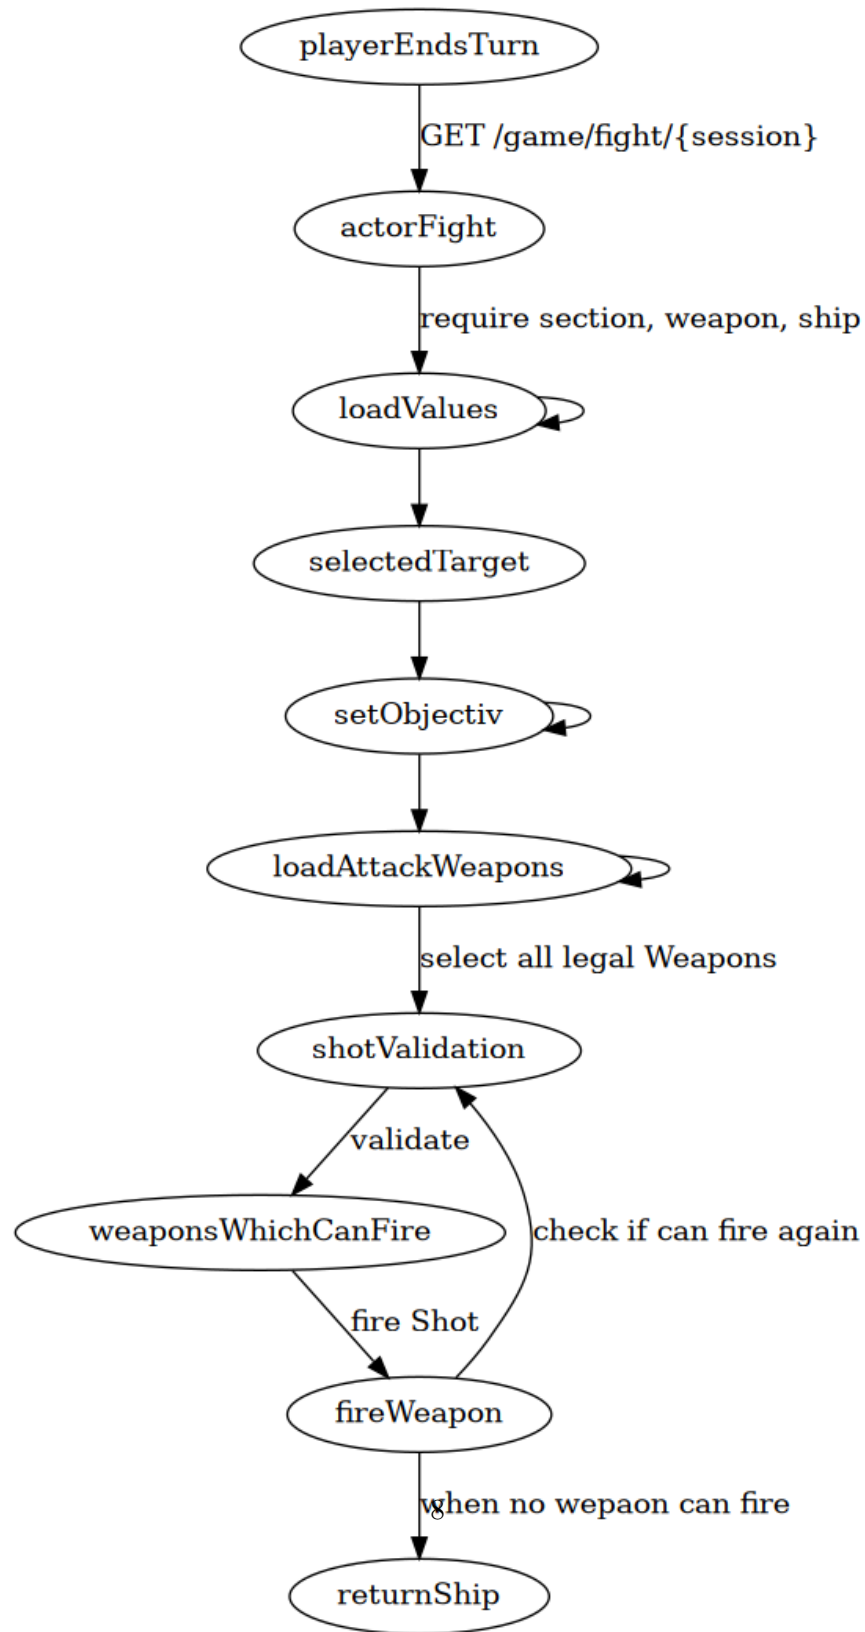 playerEndsTurn
GET /game/fight/{session}
actorFight
require section, weapon, ship
loadValues
selectedTarget
setObjectiv
loadAttackWeapons
select all legal Weapons
shotValidation
validate
weaponsWhichCanFire
check if can fire again
fire Shot
fireWeapon
when no wepaon can fire
returnShip